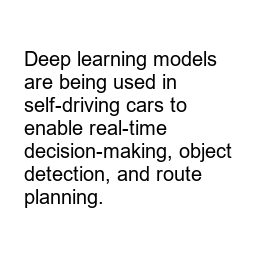 Deep learning models
are being used in
self-driving cars to
enable real-time
decision-making, object
detection, and route
planning.